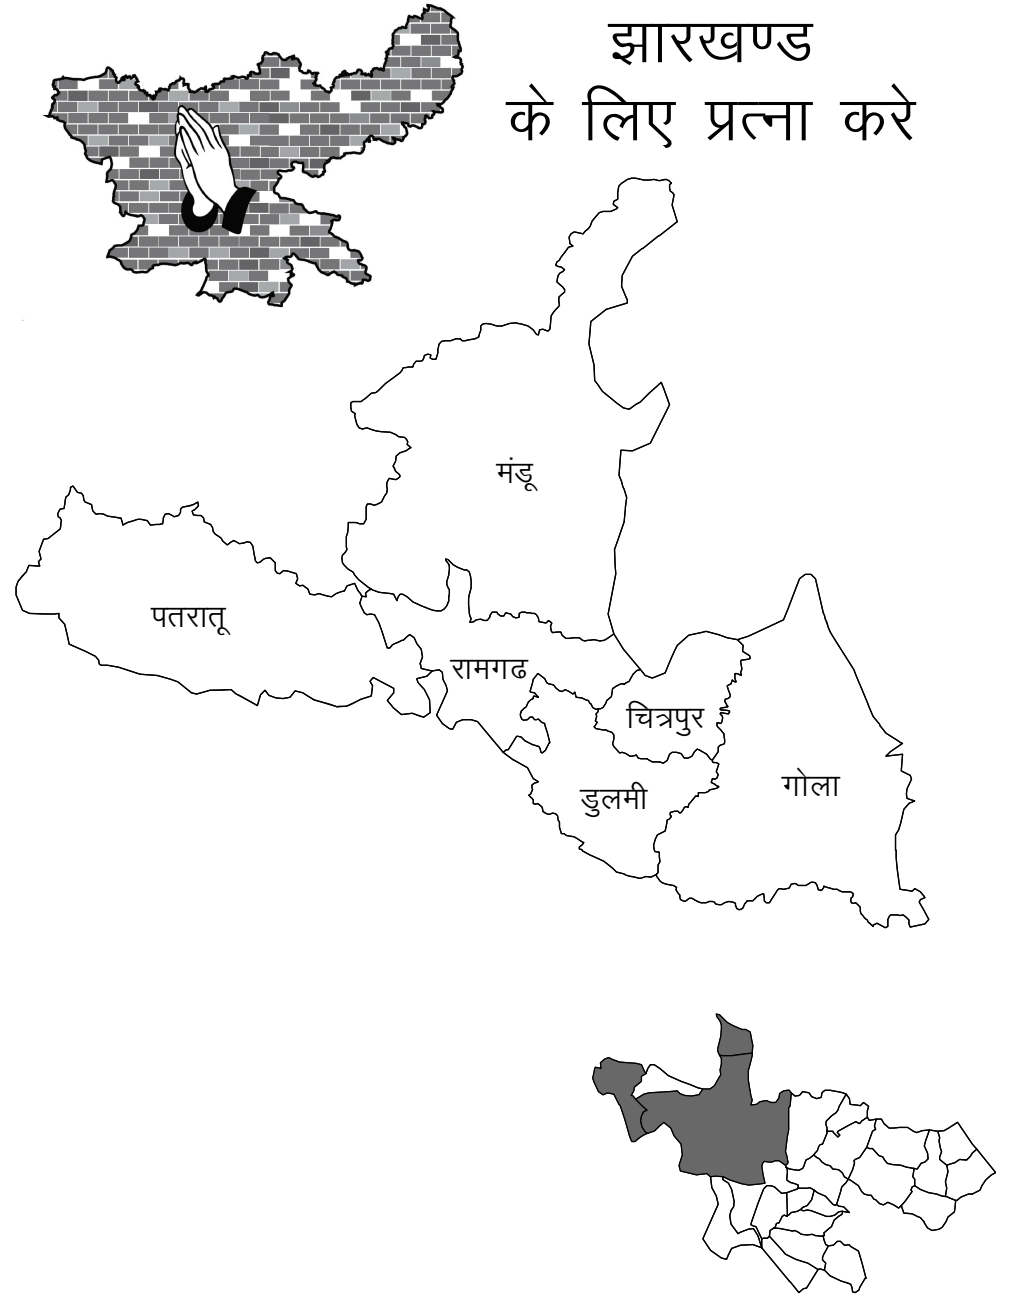 झारखण्ड
के लिए प्रत्ना करे
मंडू
पतरातू
रामगढ
चित्रपुर
गोला
डुलमी